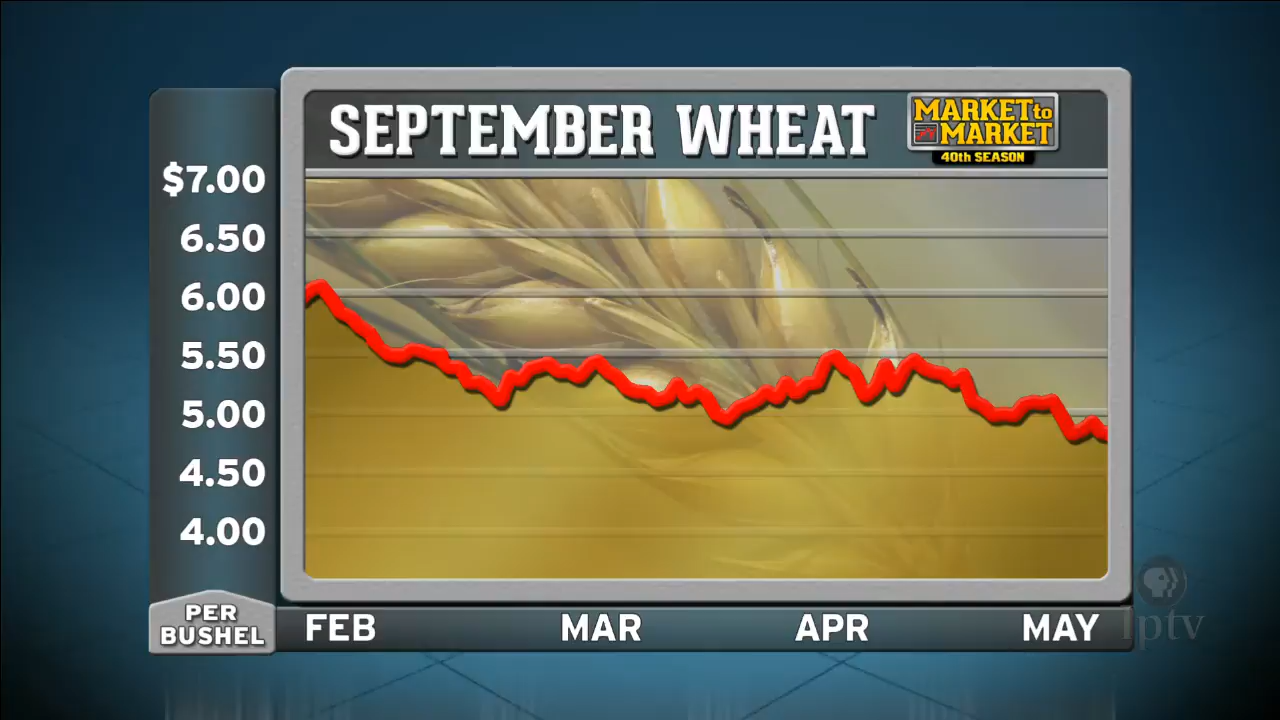 SEPTEMBER WHEAT
MARKET to
MARKET
40th SEASON
$7.00
6.50
6.00
5.50
5.00
4.50
4.00
PER
BUSHEL
FEB MAR APR MAY
iptv